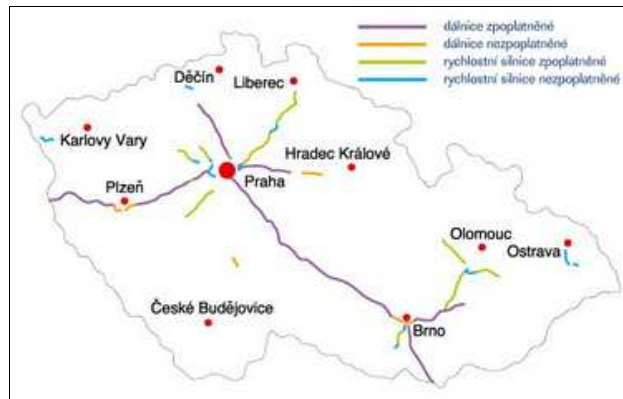 dálnice zpoplatněné
dálnice nezpoplatněné
rychlostní silnice zpoplatněné
rychlostní silnice nezpoplatněné
Děčín
Liberec
Karlovy Vary
Hradec Králové
Praha
Plzeň
Olomouc
Ostrava
České Budějovice
Brno